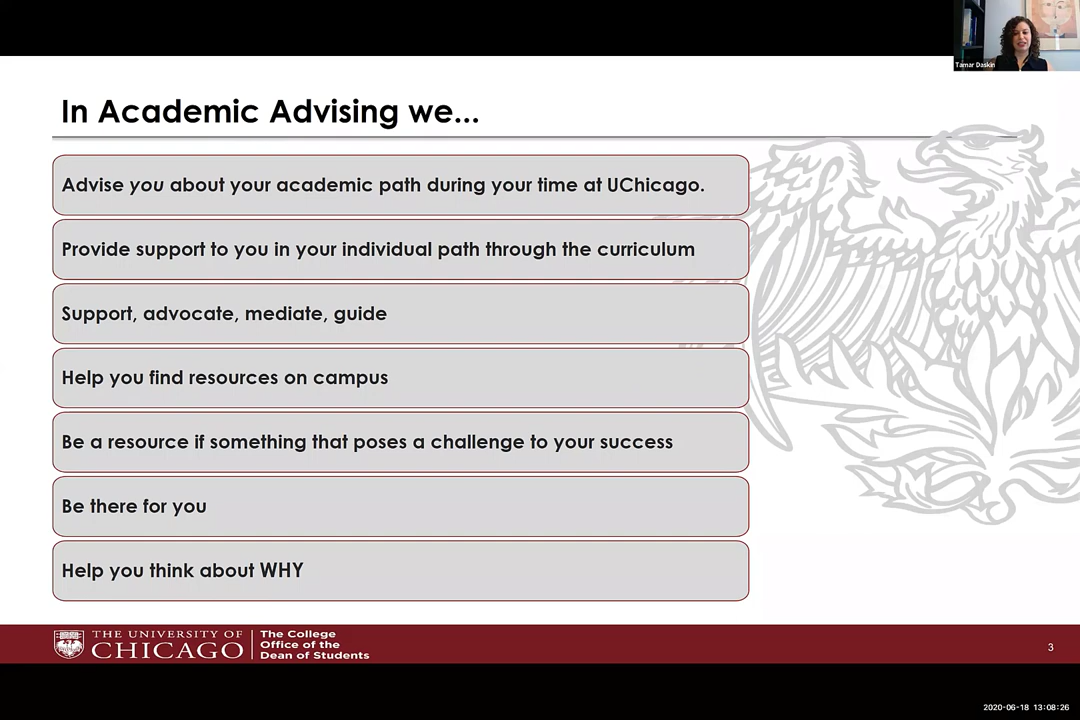 Tamar Daskin
In Academic Advising we...
Advise you about your academic path during your time at UChicago.
Provide support to you in your individual path through the curriculum
Support, advocate, mediate, guide
Help you find resources on campus
Be a resource if something that poses a challenge to your success
Be there for you
Help you think about WHY
THE UNIVERSITY OF
CHICAGO
The College
Office of the
Dean of Students
3
2020-06-18 13:08:26